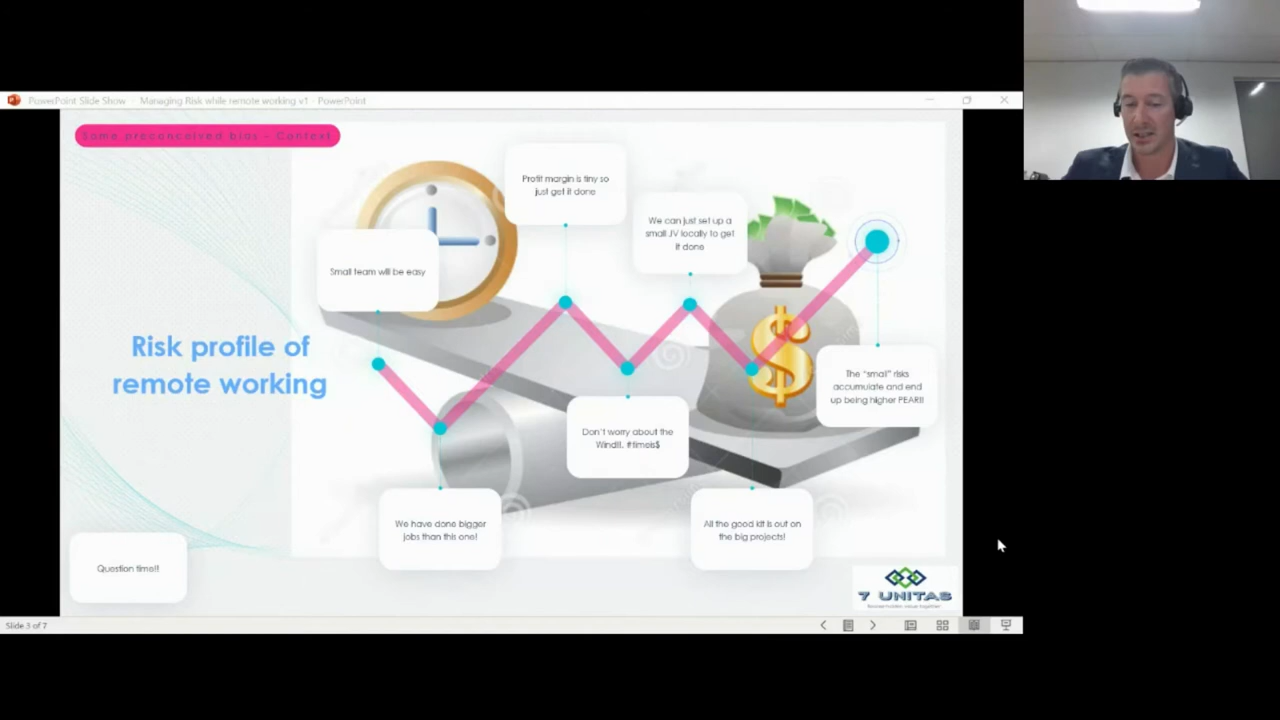 PowerPoint Slide Show - Managing Risk while remote working v1 - PowerPoint
Some preconceived bias - Context
Profit margin is tiny so
just get it done
We can just set up a
small JV locally to get
it done
Small team will be easy
Risk profile of
remote working
The "small" risks
accumulate and end
up being higher PEAR!!
Don't worry about the
Wind!!. #timeis$
We have done bigger
jobs than this one!
All the good kit is out on
the big projects!
Question time!!
7 UNITAS
Slide 3 of 7